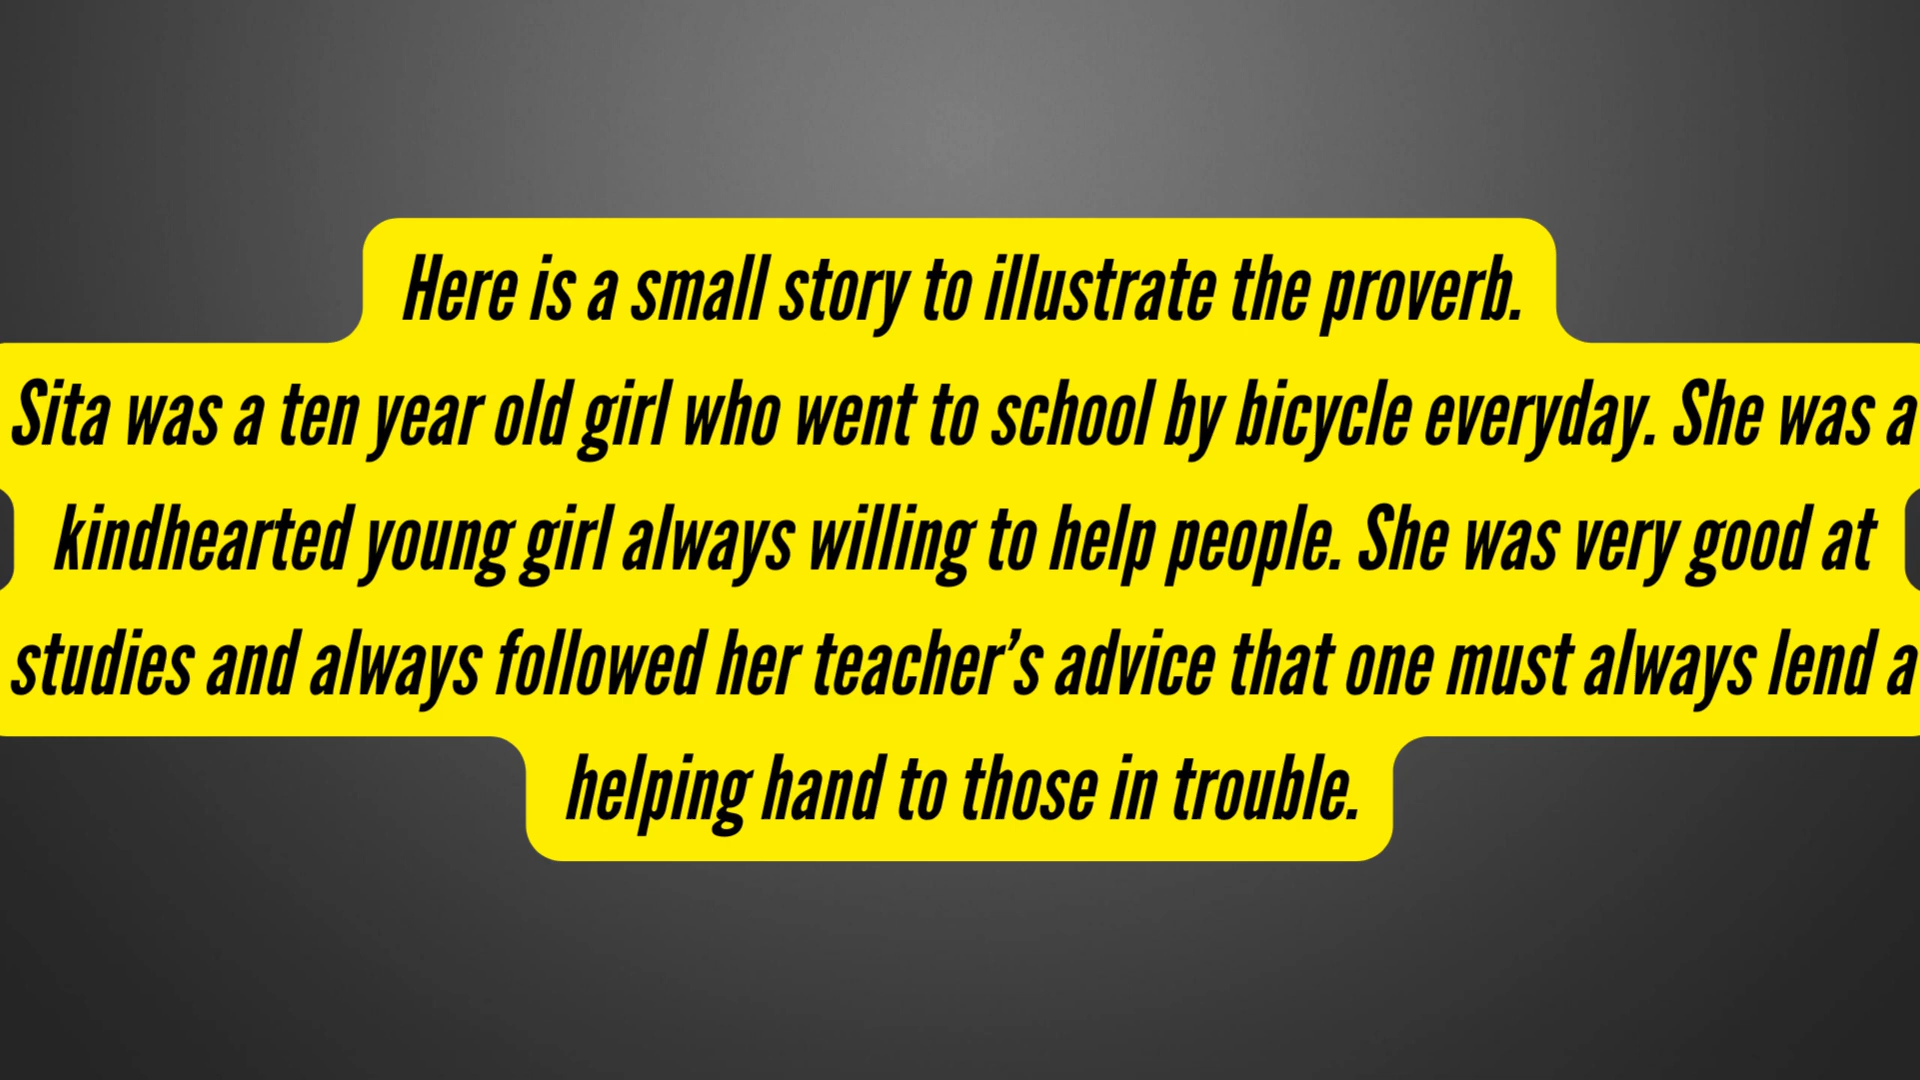 Here is a small story to illustrate the proverb.
Sita was a ten year old girl who went to school by bicycle everyday. She was a
kindhearted young girl always willing to help people. She was very good at
studies and always followed her teacher’s advice that one must always lend a
helping hand to those in trouble.